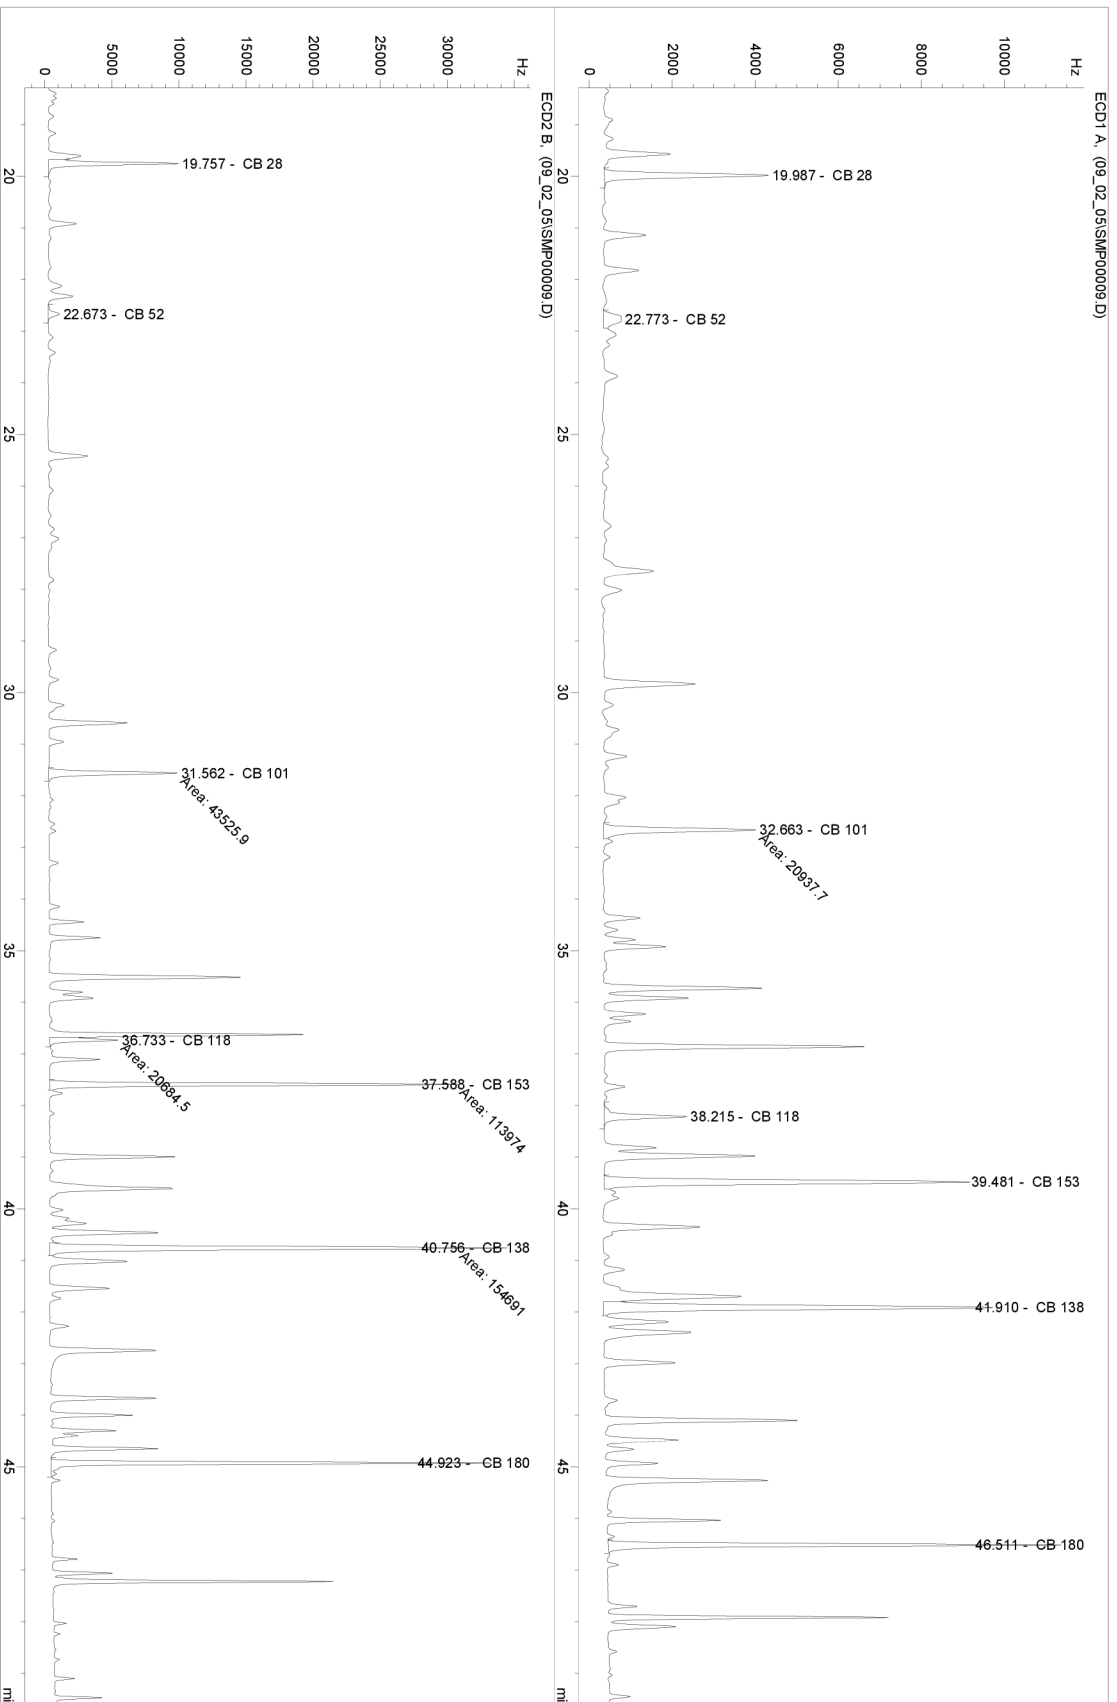 ECD1 A, (09_02_05\SMP00009.D)
Hz
10000
8000
6000
4000
2000
0
19.987 - CB 28
22.773 - CB 52
32.663 - CB 101
Area: 20937.7
38.215 - CB 118
39.481 - CB 153
41.910 - CB 138
46.511 - CB 180
20
25
30
35
40
45
mi
ECD2 B, (09_02_05\SMP00009.D)
Hz
30000
25000
20000
15000
10000
5000
0
19.757 - CB 28
22.673 - CB 52
31.562 - CB 101
Area: 43525.9
36.733 - CB 118
Area: 20684.5
37.588 - CB 153
Area: 113974
40.756 - CB 138
Area: 154691
44.923 - CB 180
20
25
30
35
40
45
mi